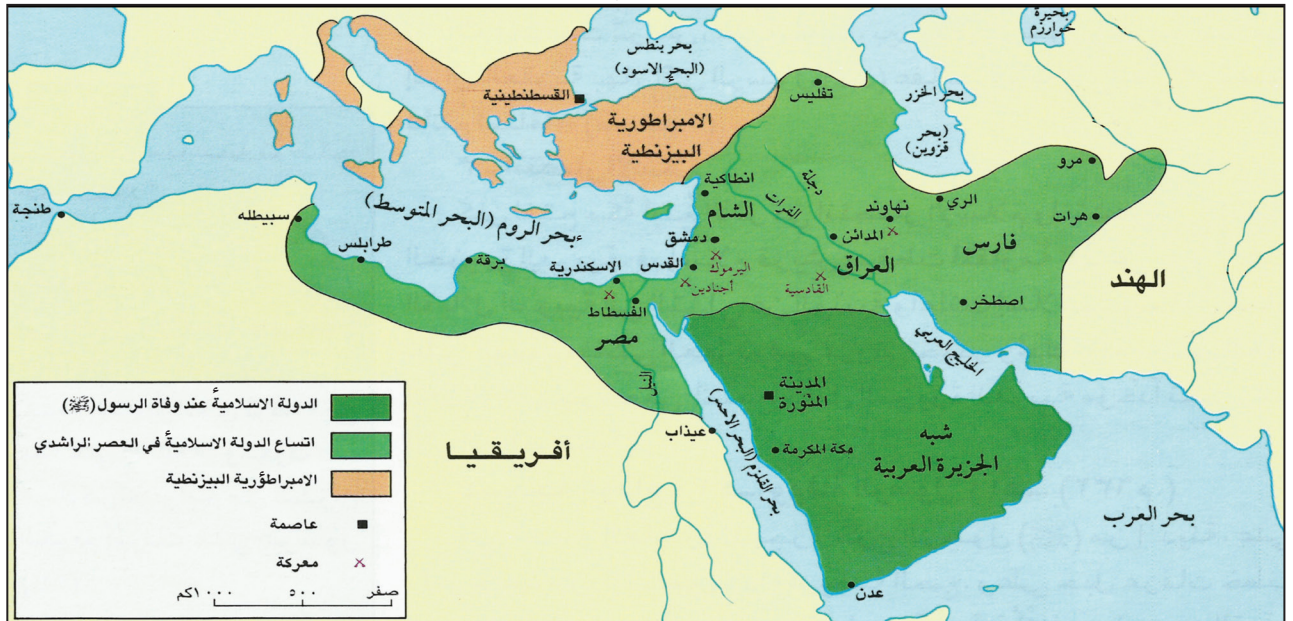 بحيرة
خوارزم
بحر بنطس
(البحر الاسود)
بحر الخزر
(بحر
قزوين)
تفليس
القسطنطينية
الامبراطورية
البيزنطية
مرو
هرات
الري
نهاوند
دجلة
الفرات
انطاكية
الشام
دمشق
المدائن
العراق
فارس
الهند
اصطخر
القدس
اليرموك
أجنادين
القادسية
بحر الروم (البحر المتوسط)
طنجة
سبيطله
طرابلس
برقة
الاسكندرية
الفسطاط
مصر
النيل
الخليج العربي
المدينة
المنورة
مكة المكرمة
شبه
الجزيرة العربية
بحر القلزم (البحر الاحمر)
عيذاب
أفريقيا
بحر العرب
عدن
الدولة الاسلامية عند وفاة الرسول (ﷺ)
اتساع الدولة الاسلامية في العصر الراشدي
الامبراطورية البيزنطية
عاصمة
معركة
صفر ٥٠٠ ١٠٠٠كم